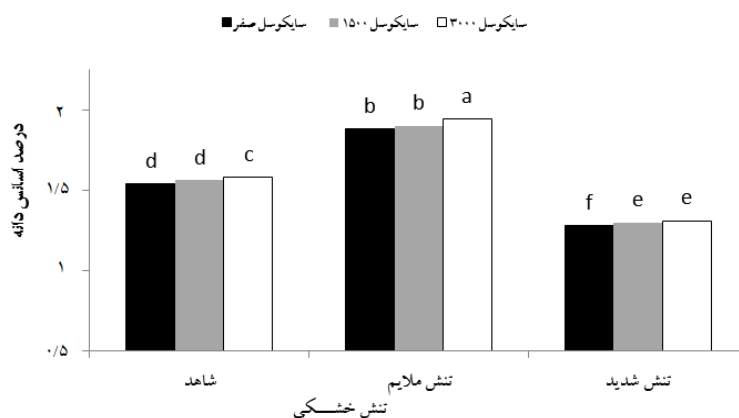 سایکوسل صفر سایکوسل ۱۵۰۰ سایکوسل ۳۰۰۰
درصد اسانس دانه
۲
۱/۵
۱
۰/۵
d d c
b b a
f e e
شاهد تنش ملایم تنش شدید
تنش خشکی